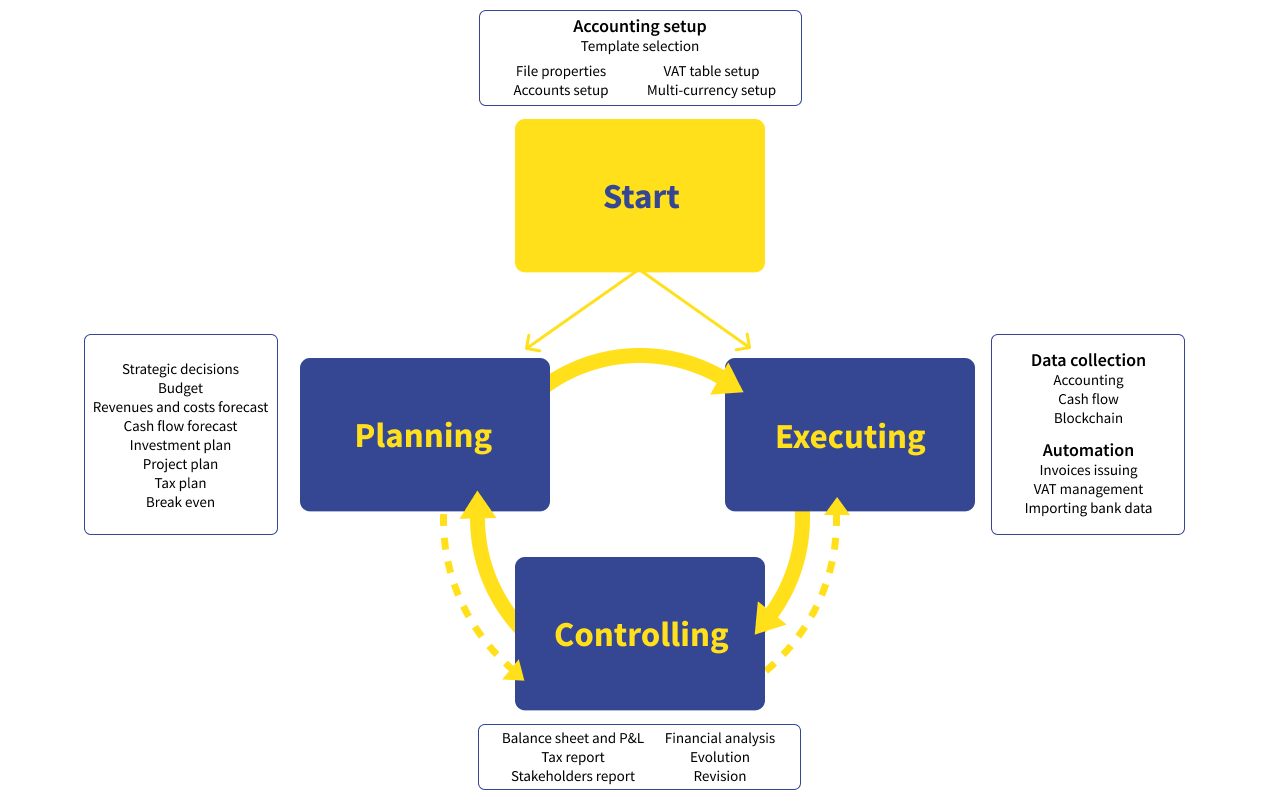 Accounting setup
Template selection
File properties VAT table setup
Accounts setup Multi-currency setup
Start
Strategic decisions
Budget
Revenues and costs forecast
Cash flow forecast
Investment plan
Project plan
Tax plan
Break even
Planning
Executing
Data collection
Accounting
Cash flow
Blockchain
Automation
Invoices issuing
VAT management
Importing bank data
Controlling
Balance sheet and P&L Financial analysis
Tax report Evolution
Stakeholders report Revision